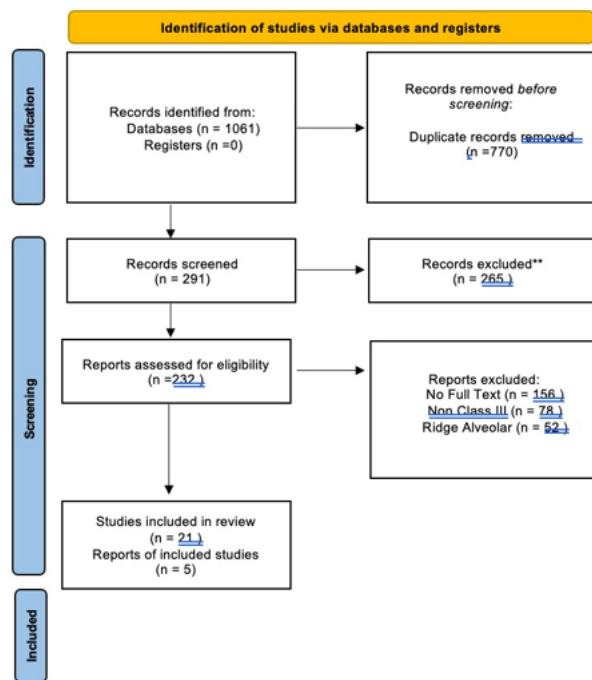 Identification of studies via databases and registers
Identification
Records identified from:
Databases (n = 1061)
Registers (n =0)
Records removed before
screening:
Duplicate records removed
(n =770)
Screening
Records screened
(n = 291)
Records excluded**
(n = 265 )
Reports assessed for eligibility
(n =232 )
Reports excluded:
No Full Text (n = 156 )
Non Class III (n = 78 )
Ridge Alveolar (n = 52 )
Studies included in review
(n = 21 )
Reports of included studies
(n = 5)
Included